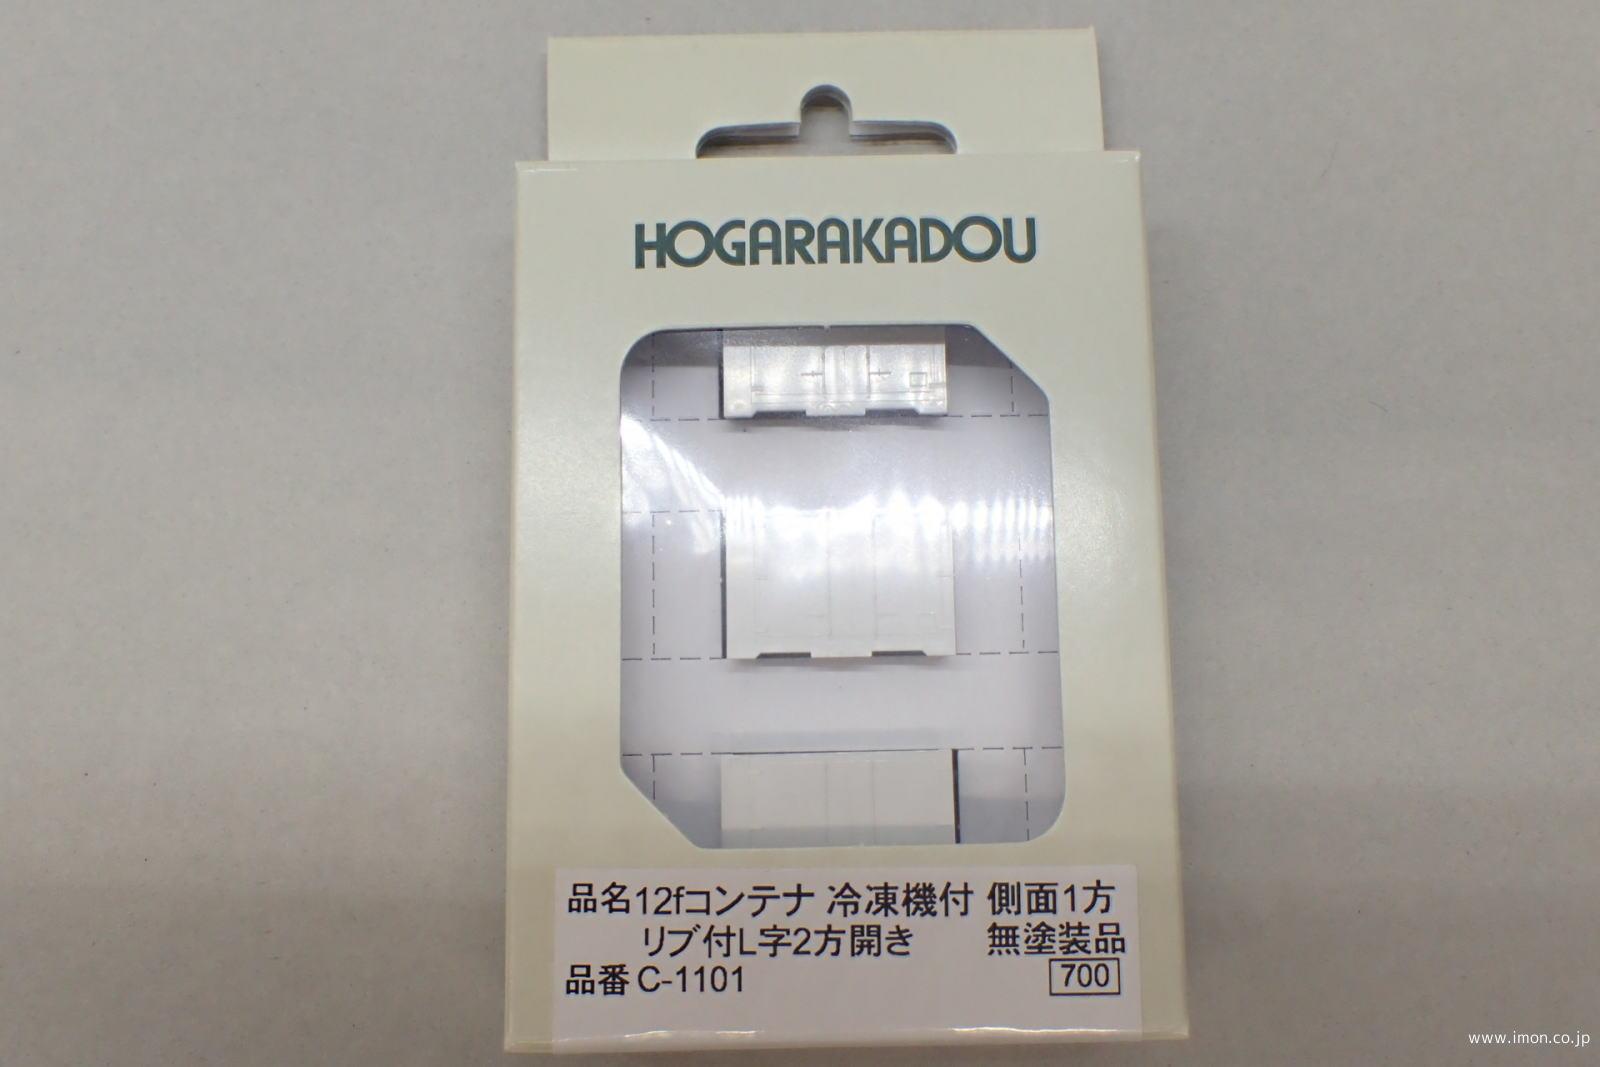 HOGARAKADOU
品名12fコンテナ 冷凍機付 側面1方
リブ付L字2方開き 無塗装品
品番 C-1101 700
www.imon.co.jp